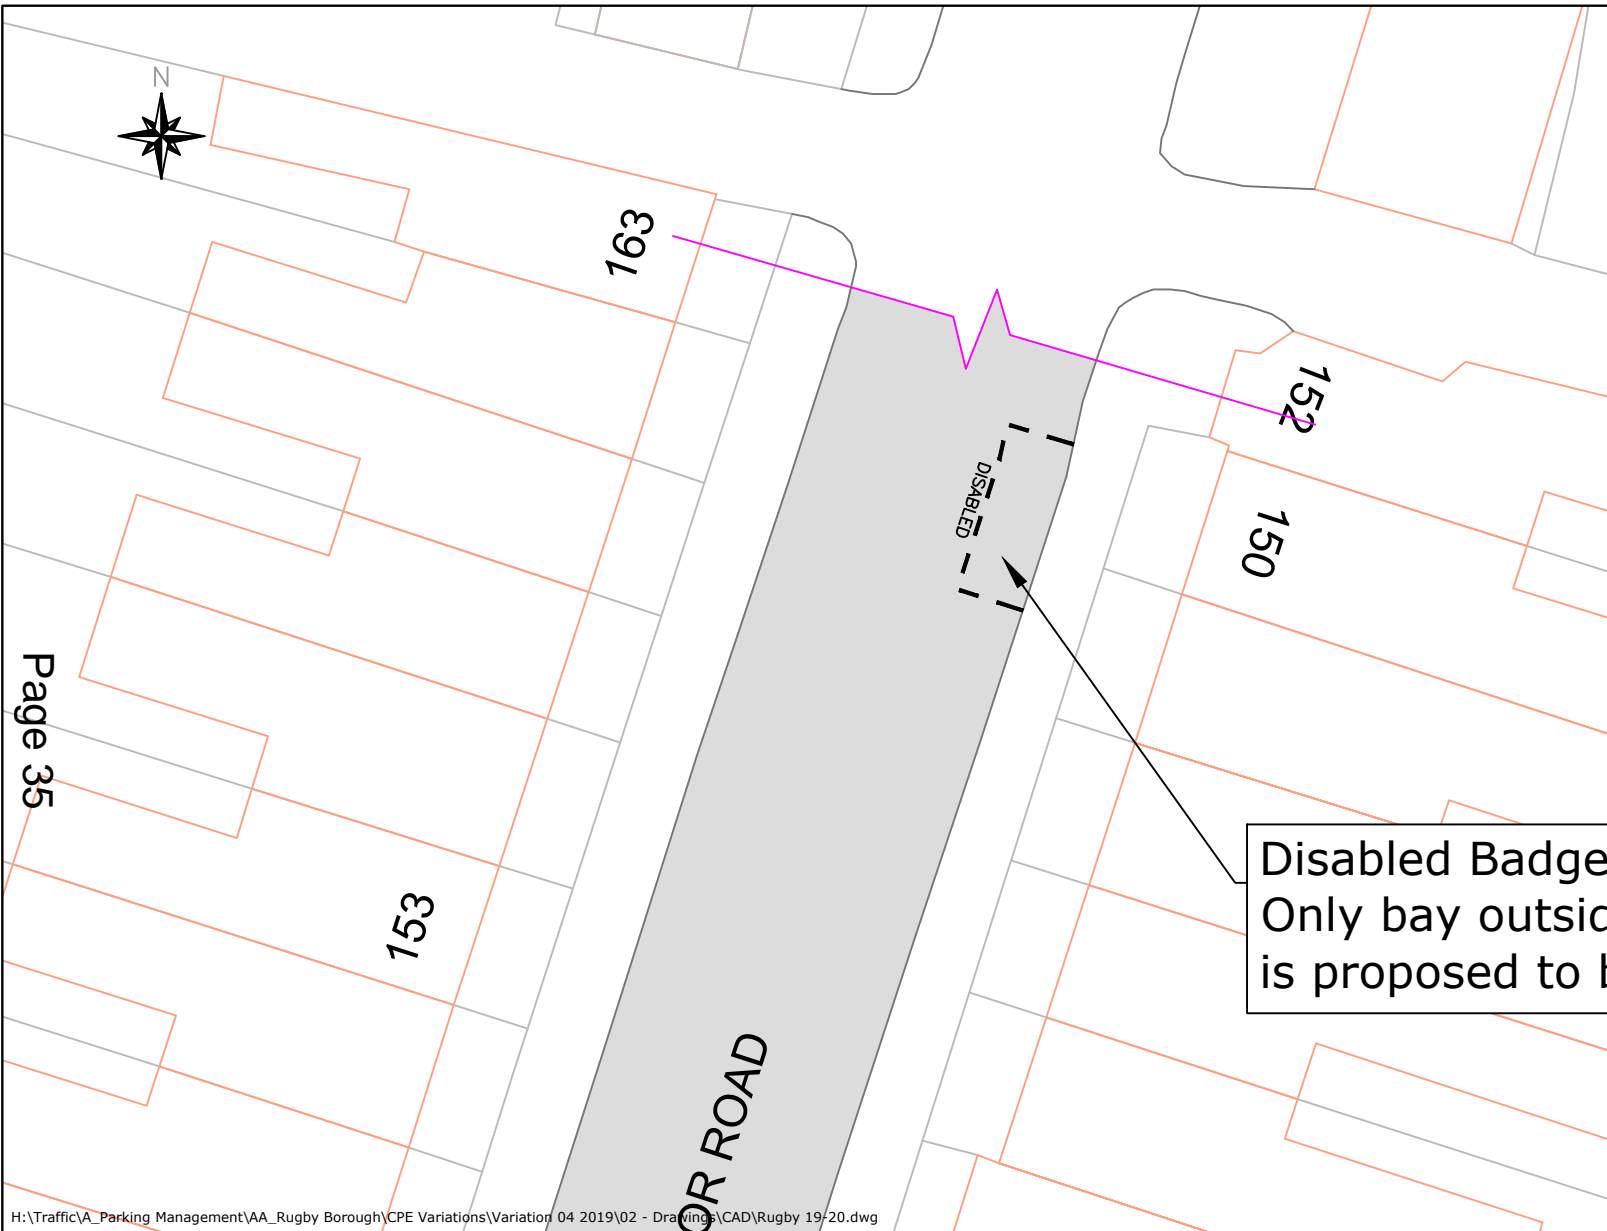 N
163
152
DISABLED
150
Page 35
Disabled Badge
Only bay outsid
is proposed to b
153
OR ROAD
H:\Traffic\A_Parking Management\AA_Rugby Borough\CPE Variations\Variation 04 2019\02 - Drawings\CAD\Rugby 19-20.dwg